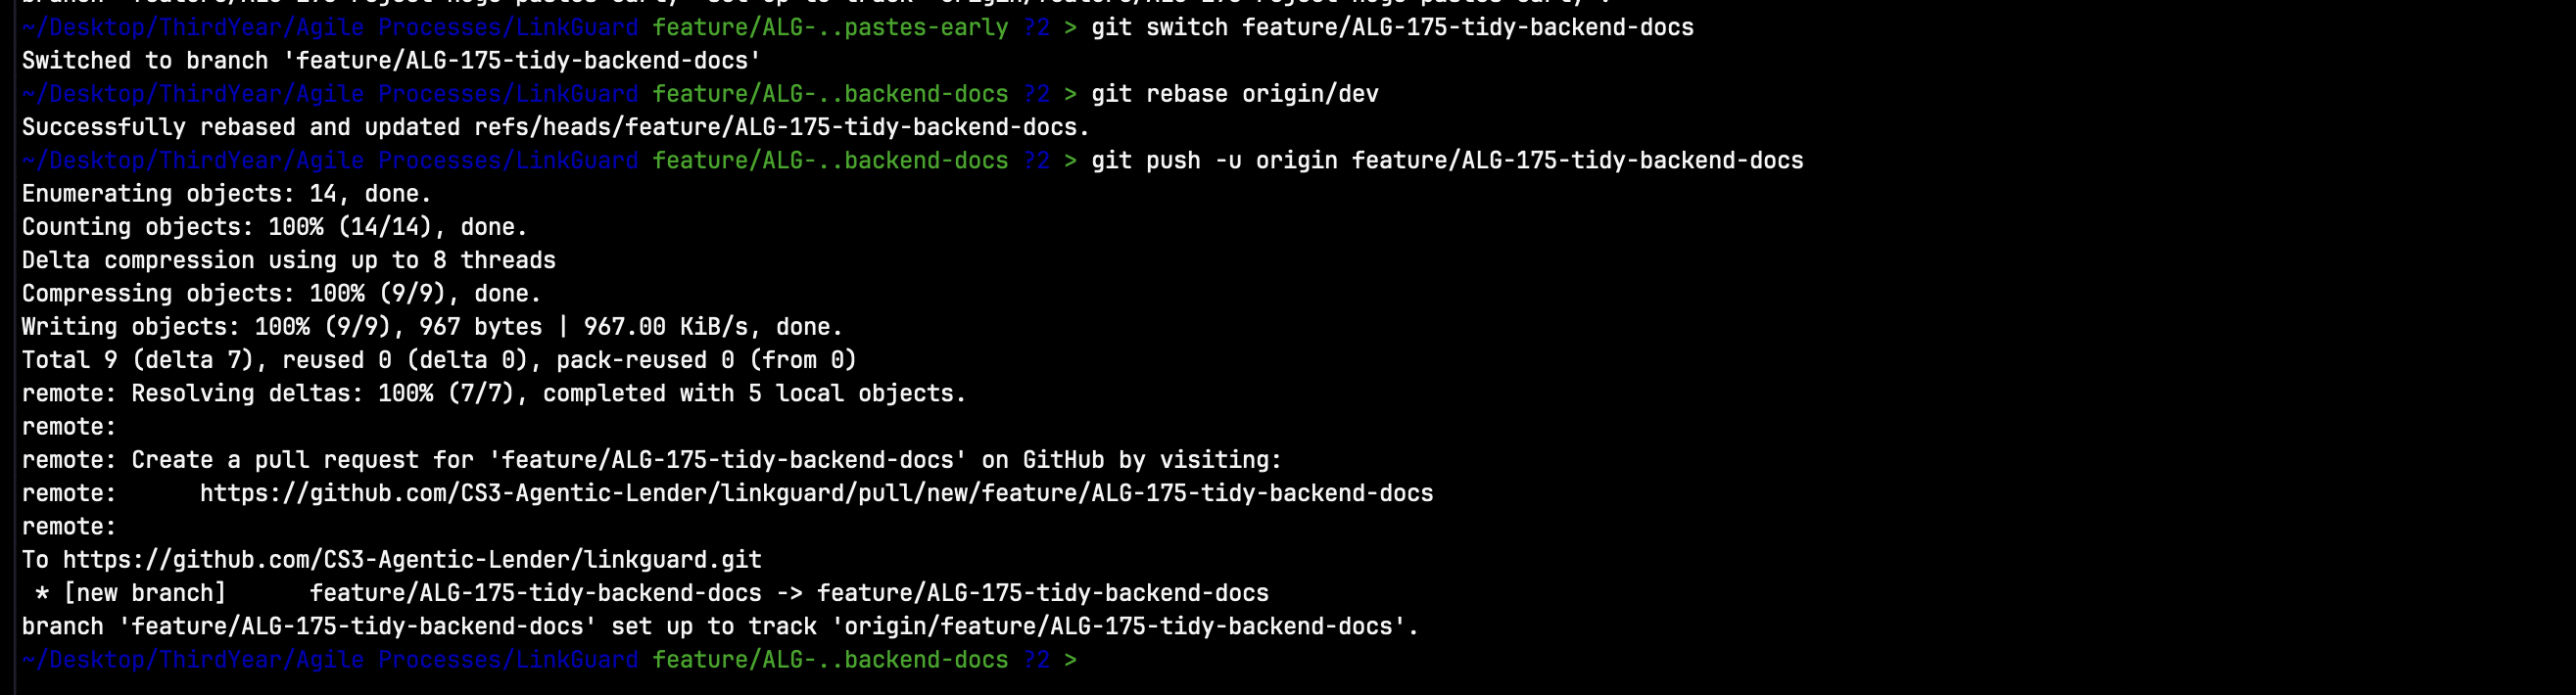 ~/Desktop/ThirdYear/Agile Processes/LinkGuard feature/ALG-..pastes-early ?2 > git switch feature/ALG-175-tidy-backend-docs
Switched to branch 'feature/ALG-175-tidy-backend-docs'
~/Desktop/ThirdYear/Agile Processes/LinkGuard feature/ALG-..backend-docs ?2 > git rebase origin/dev
Successfully rebased and updated refs/heads/feature/ALG-175-tidy-backend-docs.
~/Desktop/ThirdYear/Agile Processes/LinkGuard feature/ALG-..backend-docs ?2 > git push -u origin feature/ALG-175-tidy-backend-docs
Enumerating objects: 14, done.
Counting objects: 100% (14/14), done.
Delta compression using up to 8 threads
Compressing objects: 100% (9/9), done.
Writing objects: 100% (9/9), 967 bytes | 967.00 KiB/s, done.
Total 9 (delta 7), reused 0 (delta 0), pack-reused 0 (from 0)
remote: Resolving deltas: 100% (7/7), completed with 5 local objects.
remote:
remote: Create a pull request for 'feature/ALG-175-tidy-backend-docs' on GitHub by visiting:
remote:      https://github.com/CS3-Agentic-Lender/linkguard/pull/new/feature/ALG-175-tidy-backend-docs
remote:
To https://github.com/CS3-Agentic-Lender/linkguard.git
 * [new branch]      feature/ALG-175-tidy-backend-docs -> feature/ALG-175-tidy-backend-docs
branch 'feature/ALG-175-tidy-backend-docs' set up to track 'origin/feature/ALG-175-tidy-backend-docs'.
~/Desktop/ThirdYear/Agile Processes/LinkGuard feature/ALG-..backend-docs ?2 >